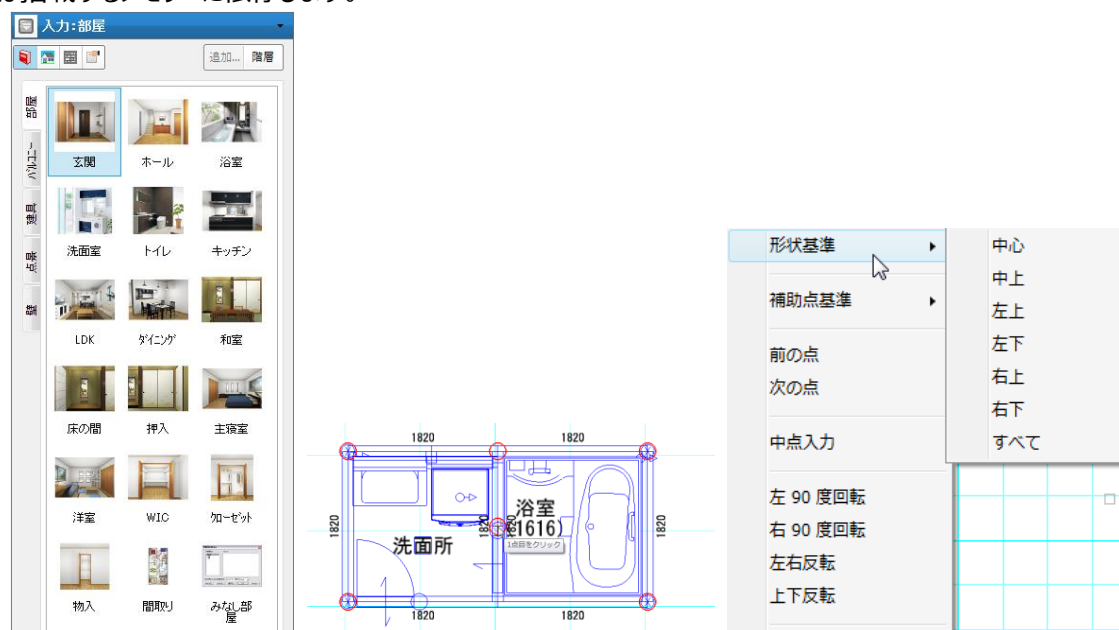 入力:部屋
追加... 階層
部屋
バルコニー
建具
点景
壁
玄関 ホール 浴室
洗面室 トイレ キッチン
LDK ダイニング 和室
床の間 押入 主寝室
洋室 WIC クローゼット
物入 間取り みなし部屋
1820 1820
1820 1820 1820
洗面所
浴室
(1616)
1点目をクリック
1820 1820
形状基準
補助点基準
前の点
次の点
中点入力
左 90 度回転
右 90 度回転
左右反転
上下反転
中心
中上
左上
左下
右上
右下
すべて